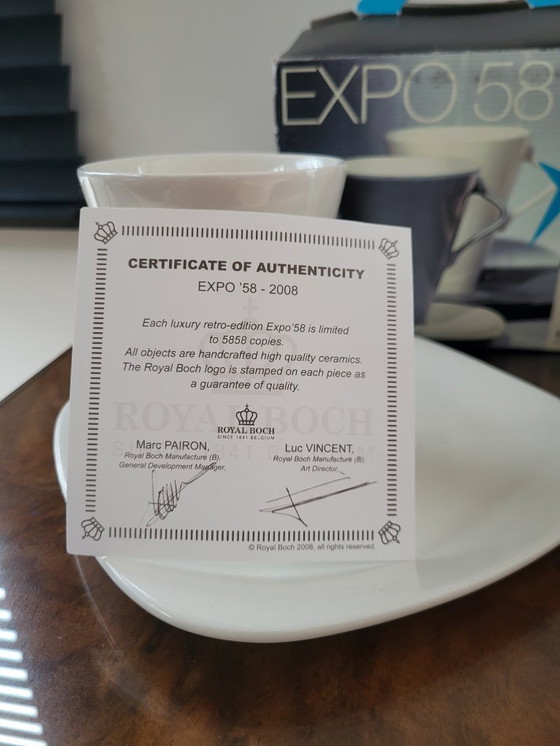 EXPO 58
CERTIFICATE OF AUTHENTICITY
EXPO '58 - 2008
Each luxury retro-edition Expo'58 is limited
to 5858 copies.
All objects are handcrafted high quality ceramics.
The Royal Boch logo is stamped on each piece as
a guarantee of quality.
ROYAL BOCH
ROYAL BOCH
SINCE 1841 BELGIUM
Marc PAIRON,
Royal Boch Manufacture (B),
General Development Manager,
Luc VINCENT,
Royal Boch Manufacture (B),
Art Director,
© Royal Boch 2008, all rights reserved.